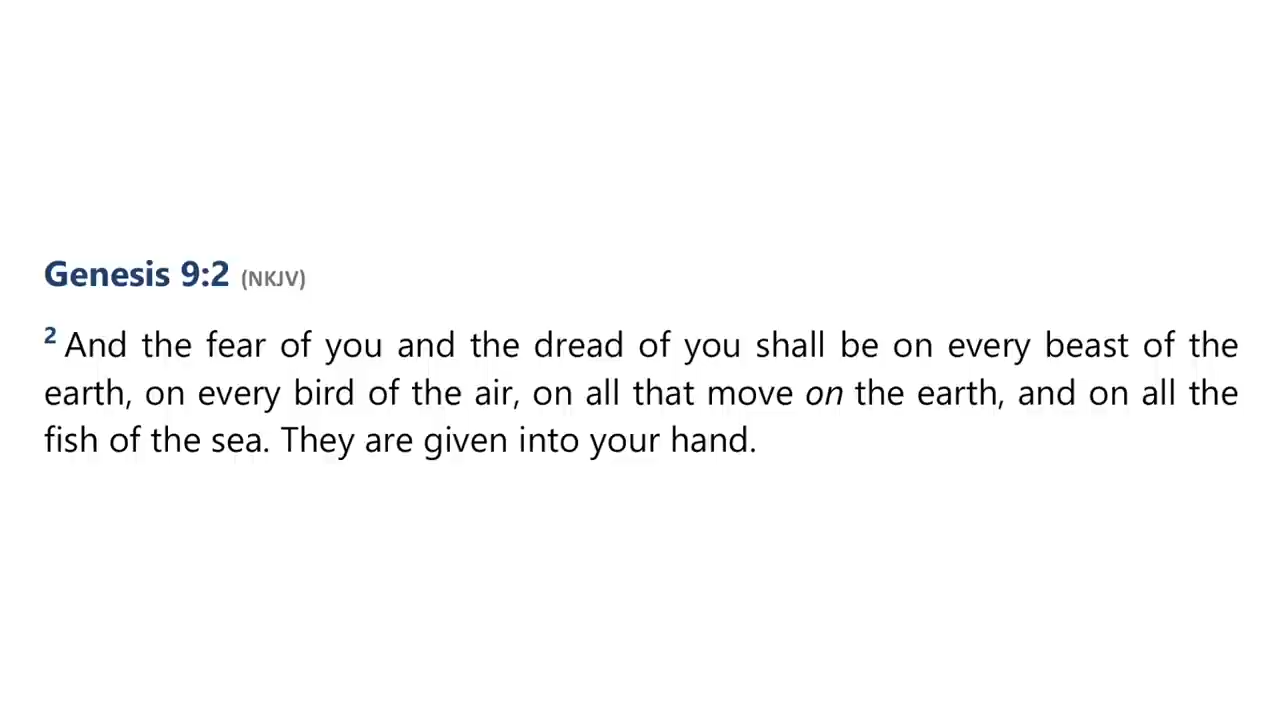 Genesis 9:2 (NKJV)
2 And the fear of you and the dread of you shall be on every beast of the
earth, on every bird of the air, on all that move on the earth, and on all the
fish of the sea. They are given into your hand.